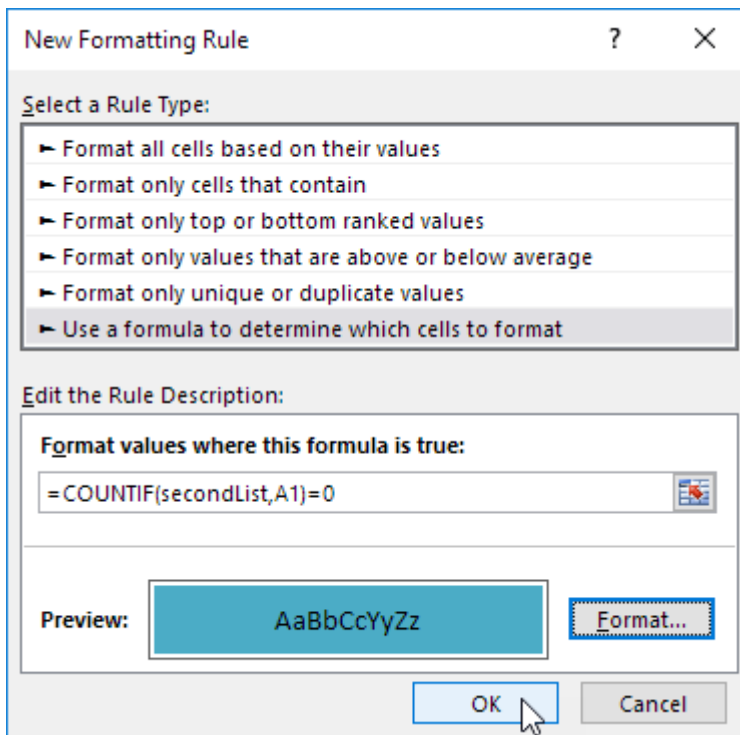 New Formatting Rule ? X
Select a Rule Type:
► Format all cells based on their values
► Format only cells that contain
► Format only top or bottom ranked values
► Format only values that are above or below average
► Format only unique or duplicate values
► Use a formula to determine which cells to format
Edit the Rule Description:
Format values where this formula is true:
=COUNTIF(secondList,A1)=0
Preview: AaBbCcYyZz Format...
OK Cancel